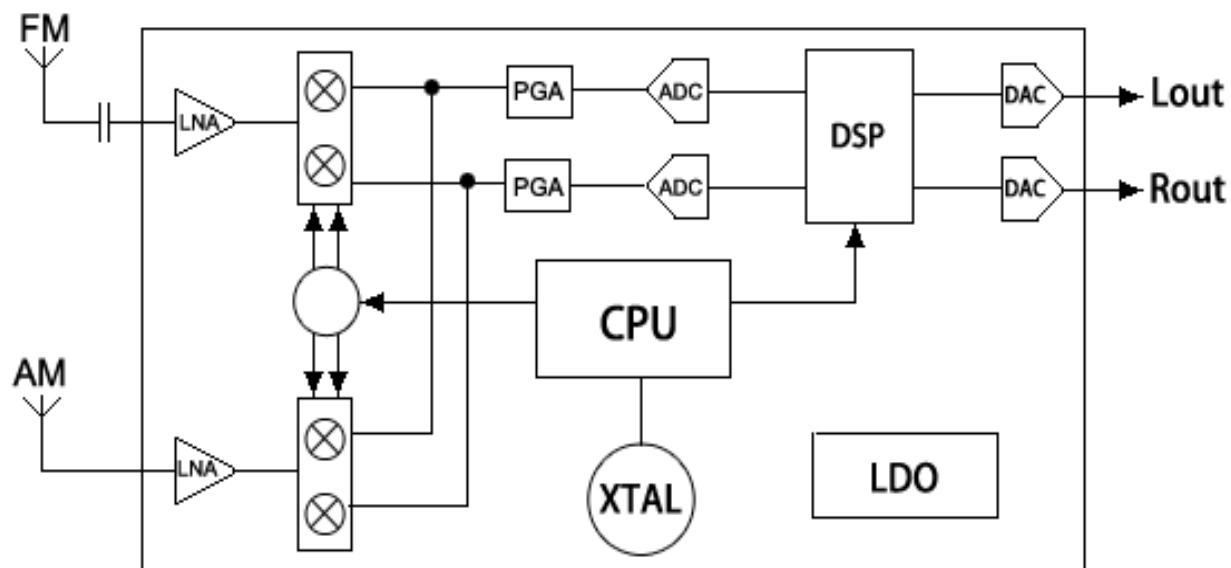 FM
LNA
PGA
ADC
DSP
DAC
Lout
PGA
ADC
DAC
Rout
CPU
AM
LNA
XTAL
LDO